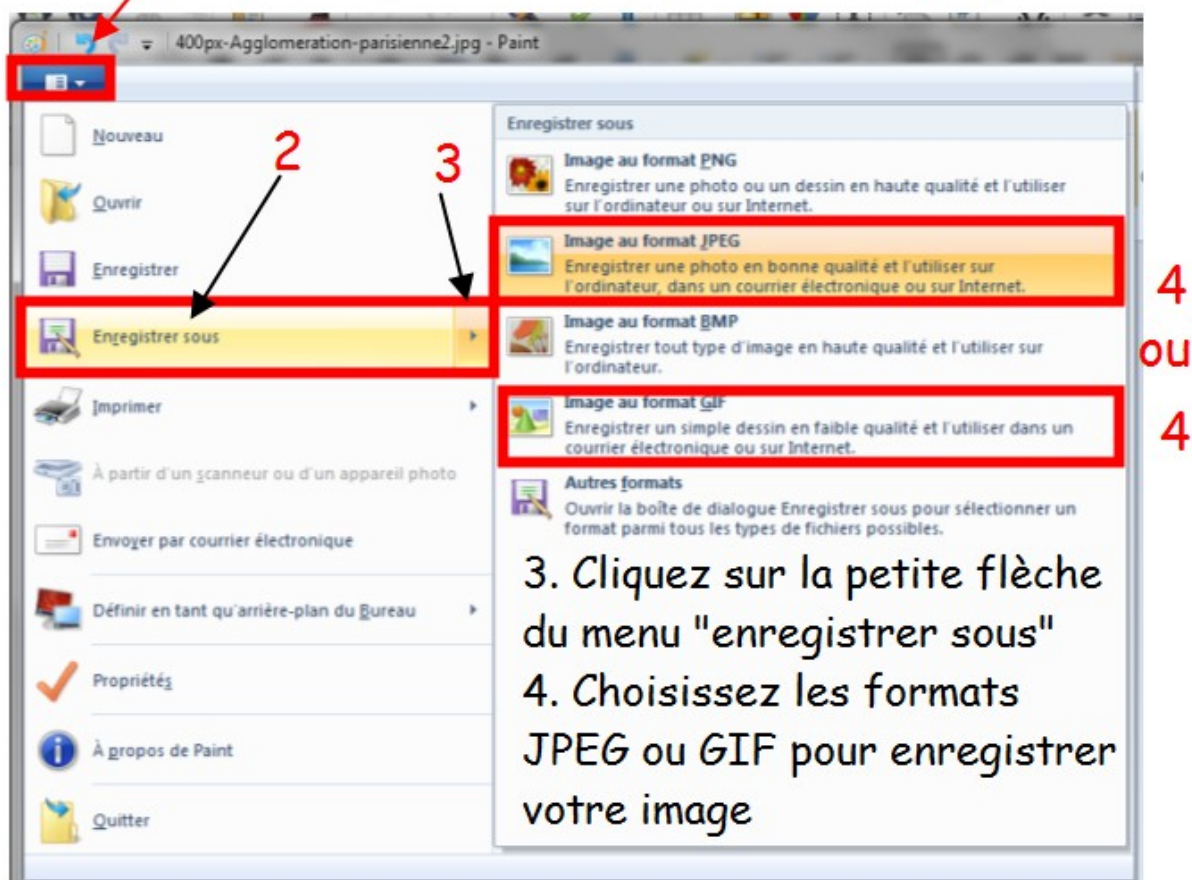 400px-Agglomeration-parisienne2.jpg - Paint
Nouveau
Ouvrir
Enregistrer
Enregistrer sous
Imprimer
À partir d'un scanneur ou d'un appareil photo
Envoyer par courrier électronique
Définir en tant qu'arrière-plan du Bureau
Propriétés
À propos de Paint
Quitter
2
3
Enregistrer sous
Image au format PNG
Enregistrer une photo ou un dessin en haute qualité et l'utiliser
sur l'ordinateur ou sur Internet.
Image au format JPEG
Enregistrer une photo en bonne qualité et l'utiliser sur
l'ordinateur, dans un courrier électronique ou sur Internet.
Image au format BMP
Enregistrer tout type d'image en haute qualité et l'utiliser sur
l'ordinateur.
Image au format GIF
Enregistrer un simple dessin en faible qualité et l'utiliser dans un
courrier électronique ou sur Internet.
Autres formats
Ouvrir la boîte de dialogue Enregistrer sous pour sélectionner un
format parmi tous les types de fichiers possibles.
4
ou
4
3. Cliquez sur la petite flèche
du menu "enregistrer sous"
4. Choisissez les formats
JPEG ou GIF pour enregistrer
votre image